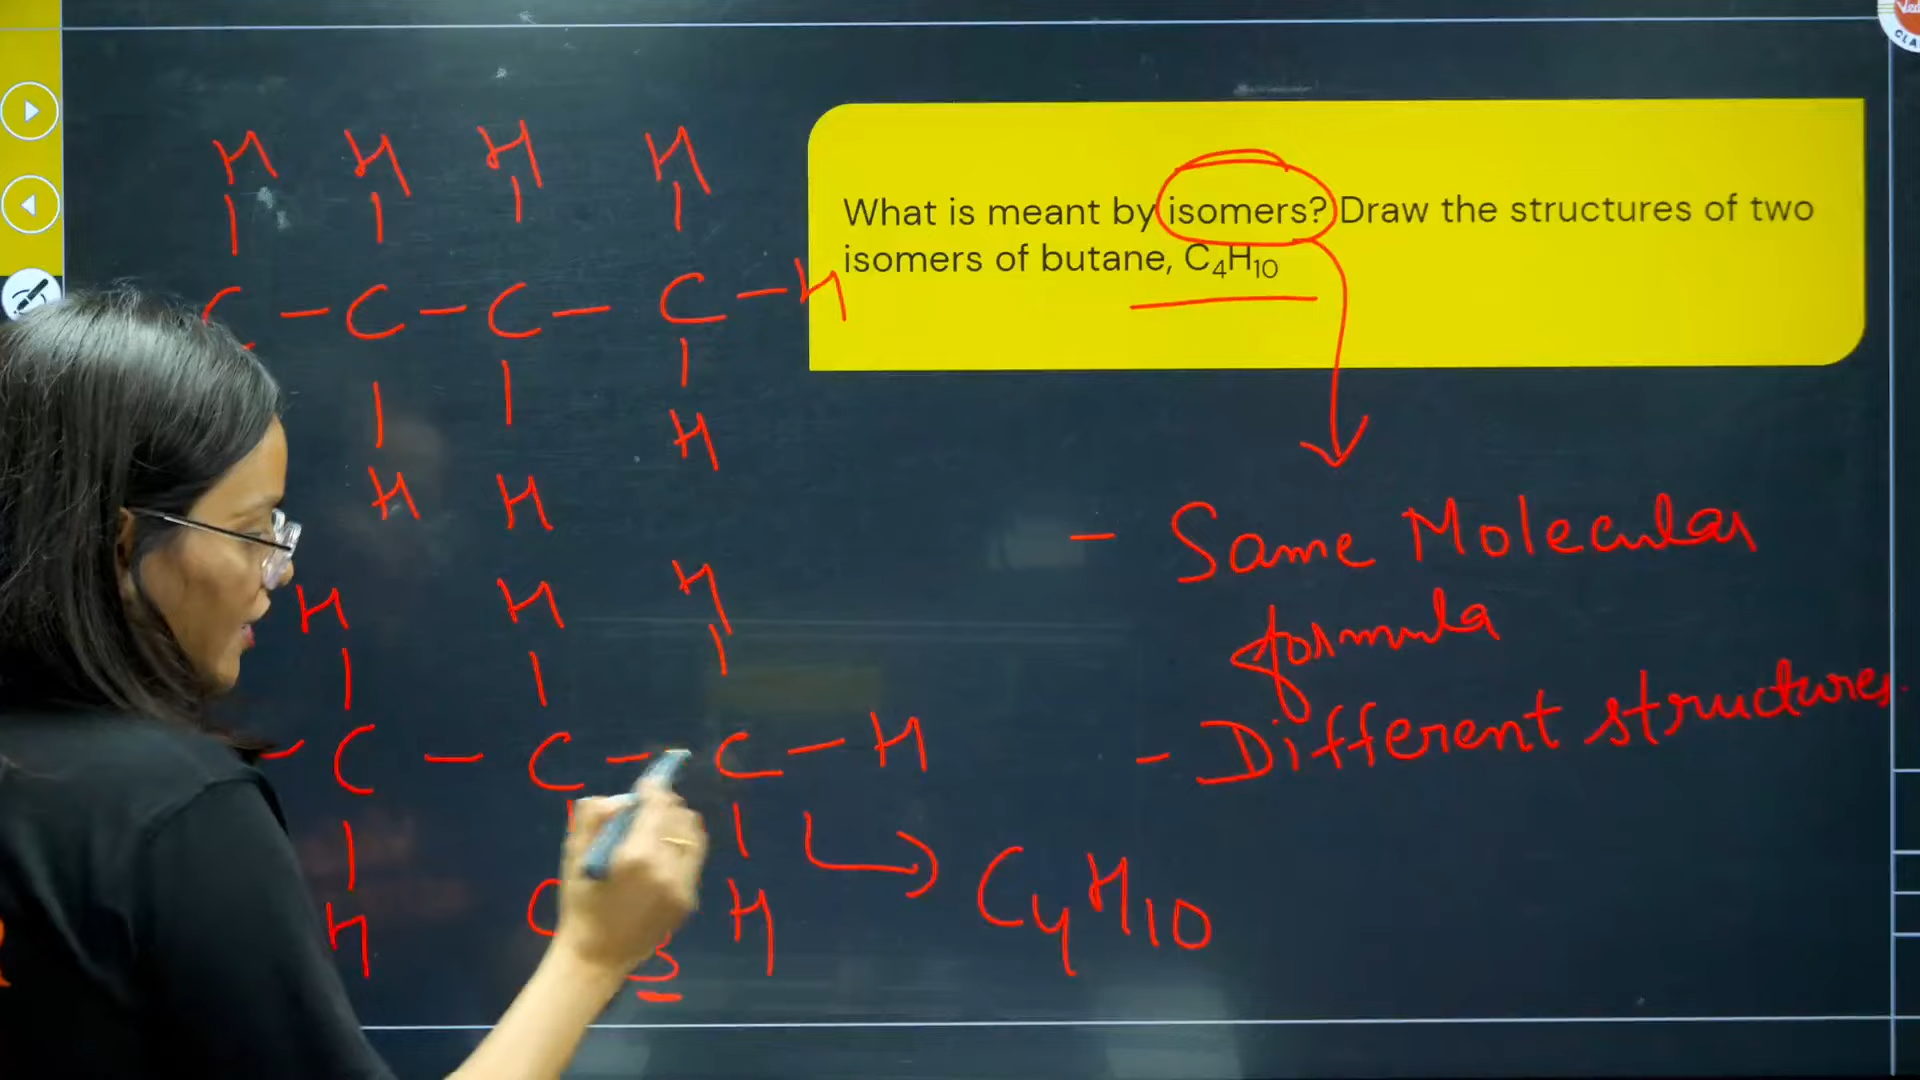 H H H H
C - C - C - C - H
H
H H
What is meant by isomers? Draw the structures of two
isomers of butane, C₄H₁₀
- Same Molecular
formula
- Different structures.
H H H
- C - C - C - H
H C 3 H
C₄H₁₀